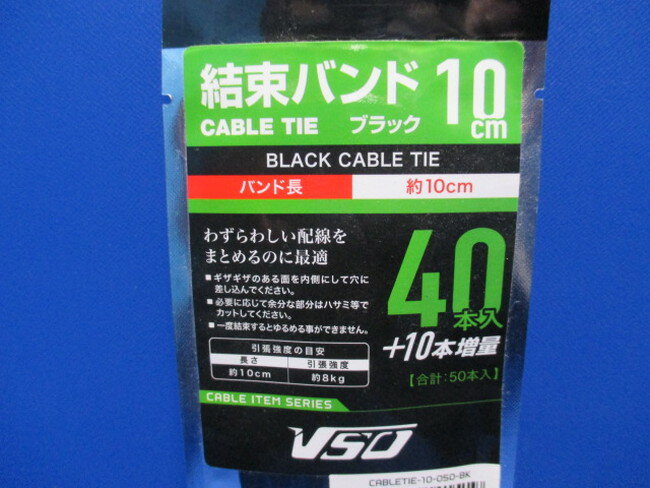 結束バンド 10cm
CABLE TIE ブラック
BLACK CABLE TIE
バンド長 約10cm
わずらわしい配線を
まとめるのに最適
■ギザギザのある面を内側にして穴に
差し込んでください。
■必要に応じて余分な部分はハサミ等で
カットしてください。
■一度結束するとゆるめる事ができません。
40本入
+10本増量
【合計:50本入】
引張強度の目安
長さ 引張強度
約10cm 約8kg
CABLE ITEM SERIES
VSO
CABLETIE-10-050-BK